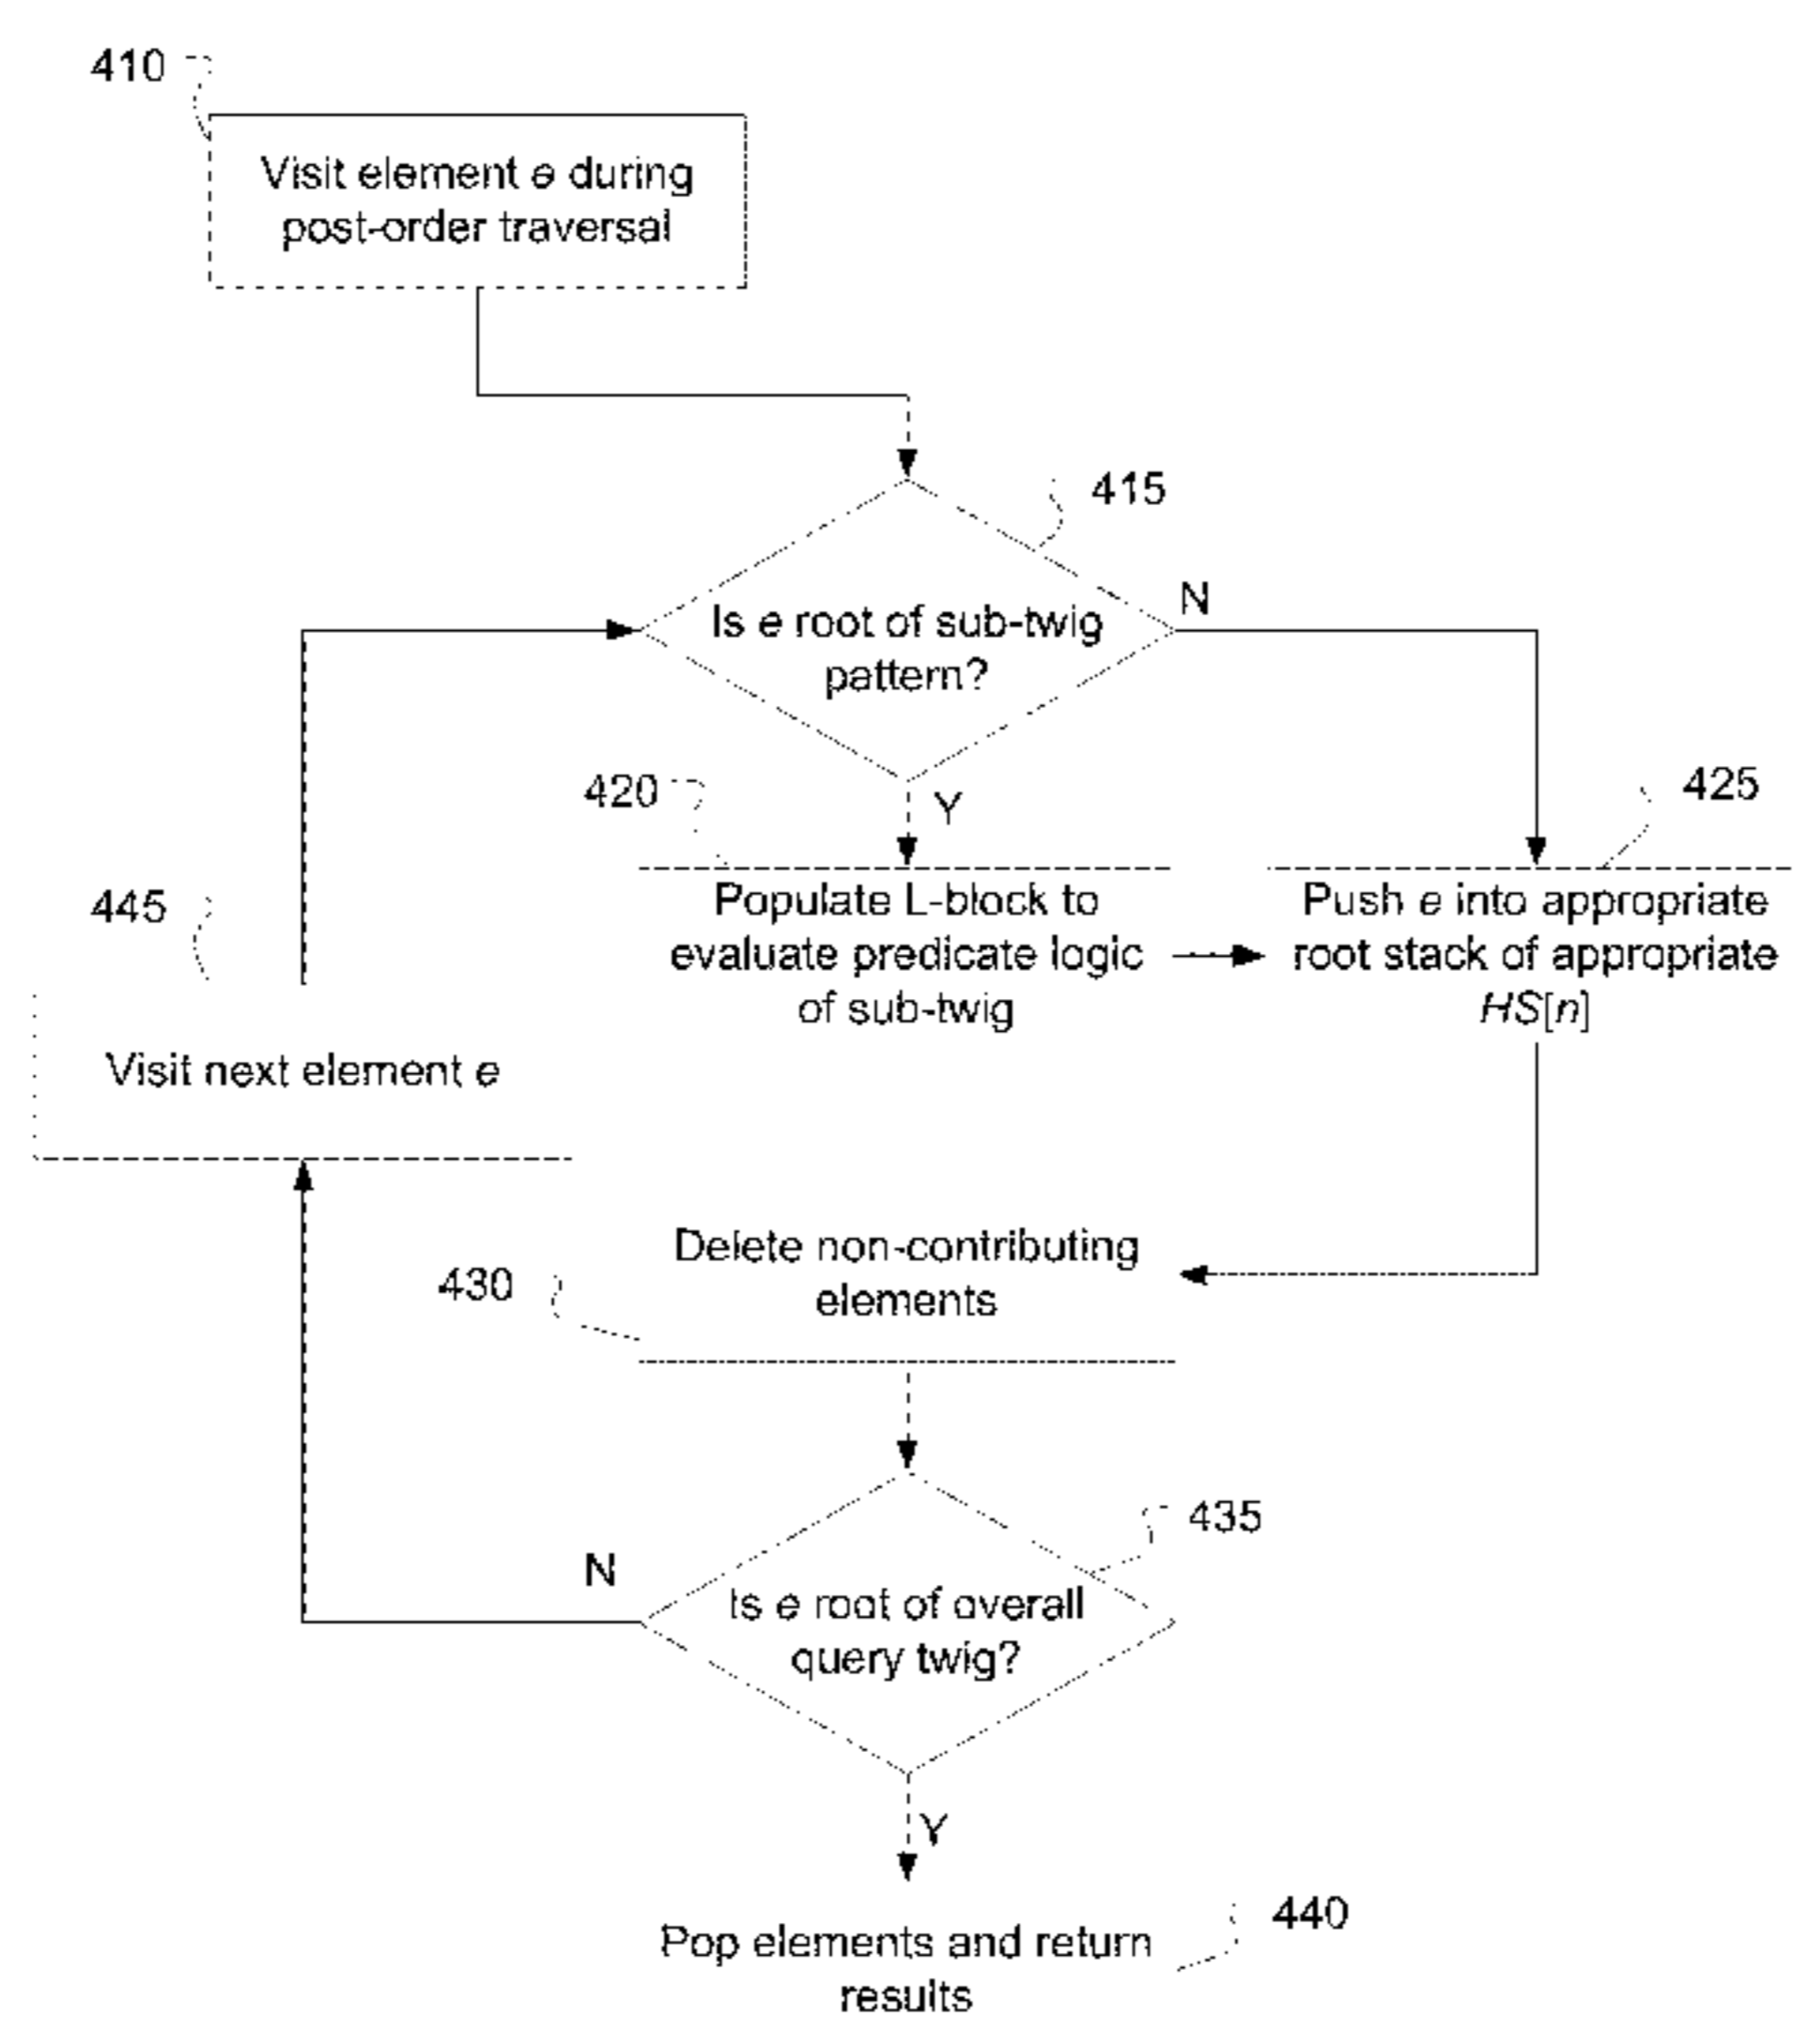 410
Visit element e during
post-order traversal
415
Is e root of sub-twig
pattern?
N
Y
420
Populate L-block to
evaluate predicate logic
of sub-twig
425
Push e into appropriate
root stack of appropriate
HS[n]
445
Visit next element e
430
Delete non-contributing
elements
435
Is e root of overall
query twig?
N
Y
440
Pop elements and return
results